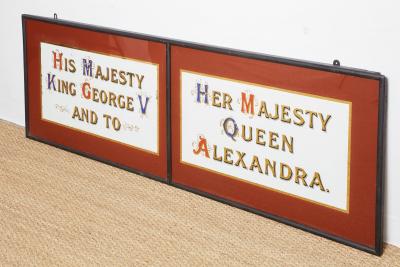 His Majesty
King George V
and to
Her Majesty
Queen
Alexandra.